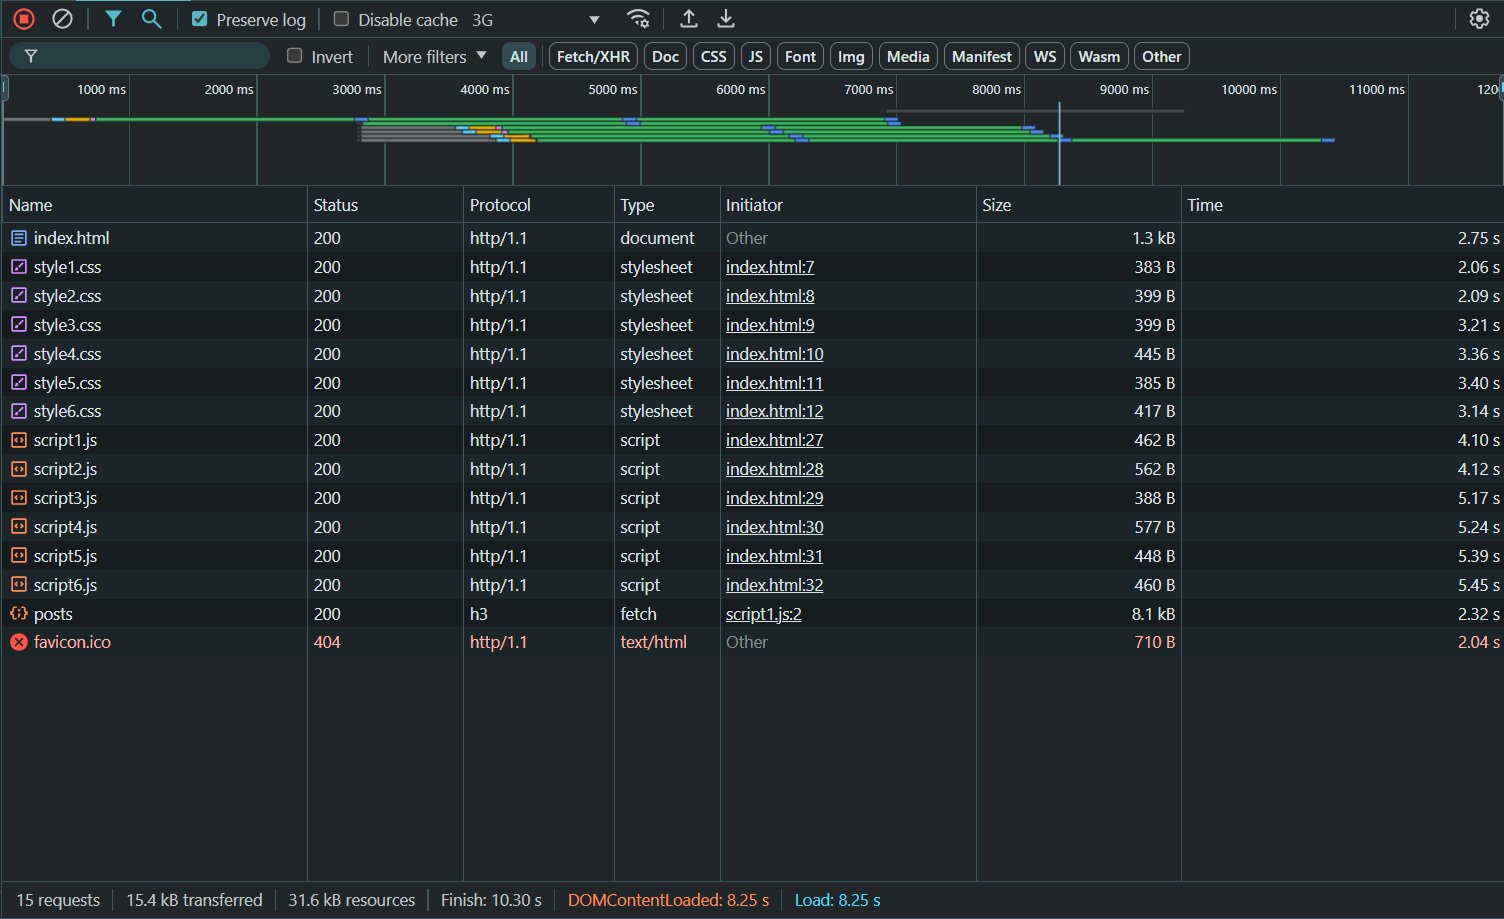 Preserve log Disable cache 3G
Invert More filters All Fetch/XHR Doc CSS JS Font Img Media Manifest WS Wasm Other
1000 ms 2000 ms 3000 ms 4000 ms 5000 ms 6000 ms 7000 ms 8000 ms 9000 ms 10000 ms 11000 ms 120
Name Status Protocol Type Initiator Size Time
index.html 200 http/1.1 document Other 1.3 kB 2.75 s
style1.css 200 http/1.1 stylesheet index.html:7 383 B 2.06 s
style2.css 200 http/1.1 stylesheet index.html:8 399 B 2.09 s
style3.css 200 http/1.1 stylesheet index.html:9 399 B 3.21 s
style4.css 200 http/1.1 stylesheet index.html:10 445 B 3.36 s
style5.css 200 http/1.1 stylesheet index.html:11 385 B 3.40 s
style6.css 200 http/1.1 stylesheet index.html:12 417 B 3.14 s
script1.js 200 http/1.1 script index.html:27 462 B 4.10 s
script2.js 200 http/1.1 script index.html:28 562 B 4.12 s
script3.js 200 http/1.1 script index.html:29 388 B 5.17 s
script4.js 200 http/1.1 script index.html:30 577 B 5.24 s
script5.js 200 http/1.1 script index.html:31 448 B 5.39 s
script6.js 200 http/1.1 script index.html:32 460 B 5.45 s
posts 200 h3 fetch script1.js:2 8.1 kB 2.32 s
favicon.ico 404 http/1.1 text/html Other 710 B 2.04 s
15 requests 15.4 kB transferred 31.6 kB resources Finish: 10.30 s DOMContentLoaded: 8.25 s Load: 8.25 s